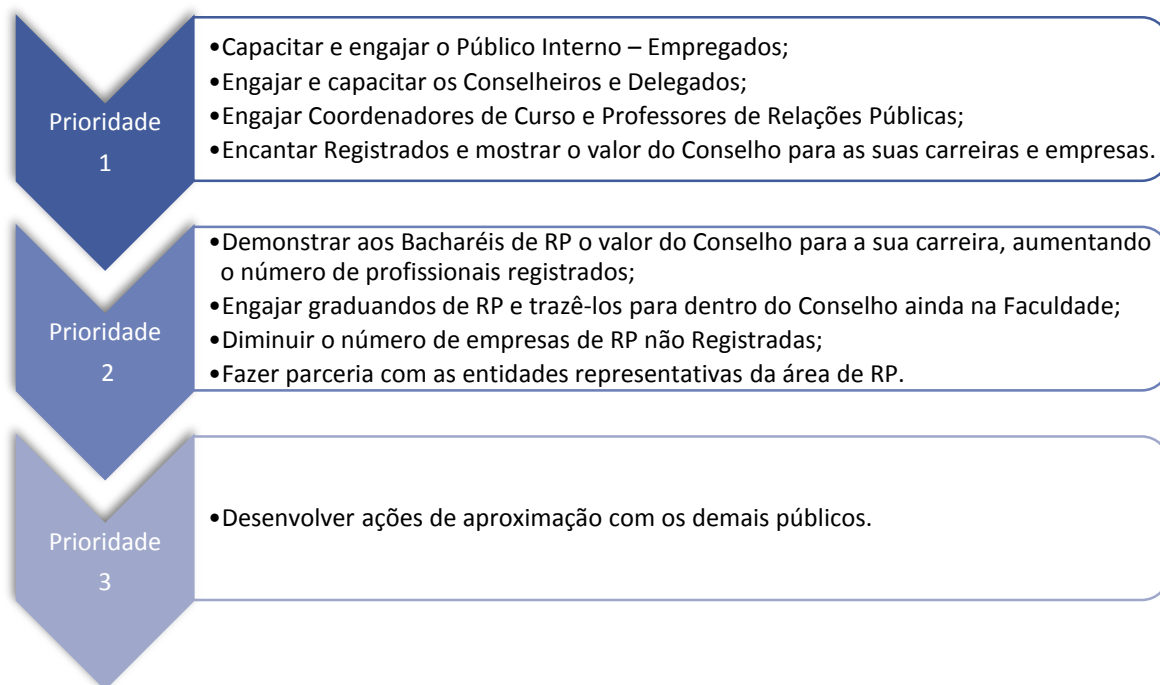 Prioridade
1
•Capacitar e engajar o Público Interno – Empregados;
•Engajar e capacitar os Conselheiros e Delegados;
•Engajar Coordenadores de Curso e Professores de Relações Públicas;
•Encantar Registrados e mostrar o valor do Conselho para as suas carreiras e empresas.
Prioridade
2
•Demonstrar aos Bacharéis de RP o valor do Conselho para a sua carreira, aumentando
o número de profissionais registrados;
•Engajar graduandos de RP e trazê-los para dentro do Conselho ainda na Faculdade;
•Diminuir o número de empresas de RP não Registradas;
•Fazer parceria com as entidades representativas da área de RP.
Prioridade
3
•Desenvolver ações de aproximação com os demais públicos.